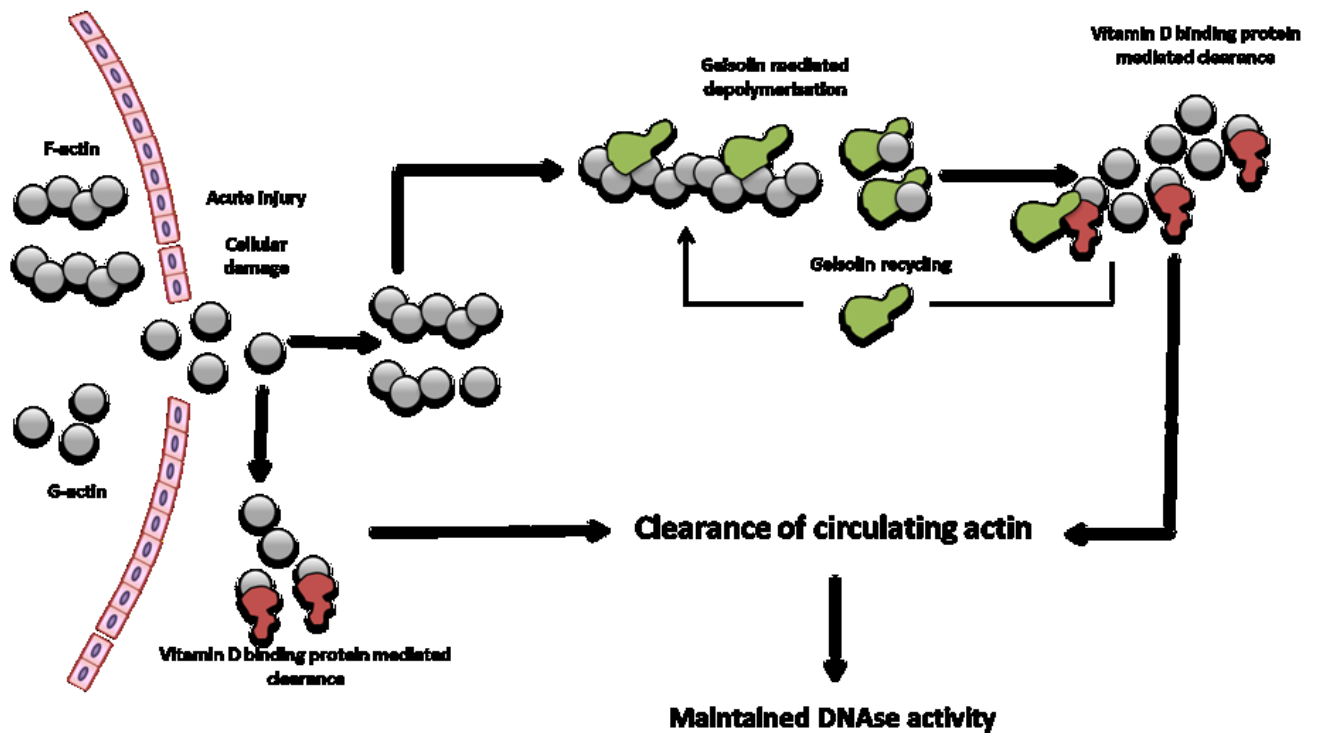 F-actin
G-actin
Acute injury
Cellular
damage
Vitamin D binding protein mediated
clearance
Gelsolin mediated
depolymerisation
Gelsolin recycling
Vitamin D binding protein
mediated clearance
Clearance of circulating actin
Maintained DNAse activity